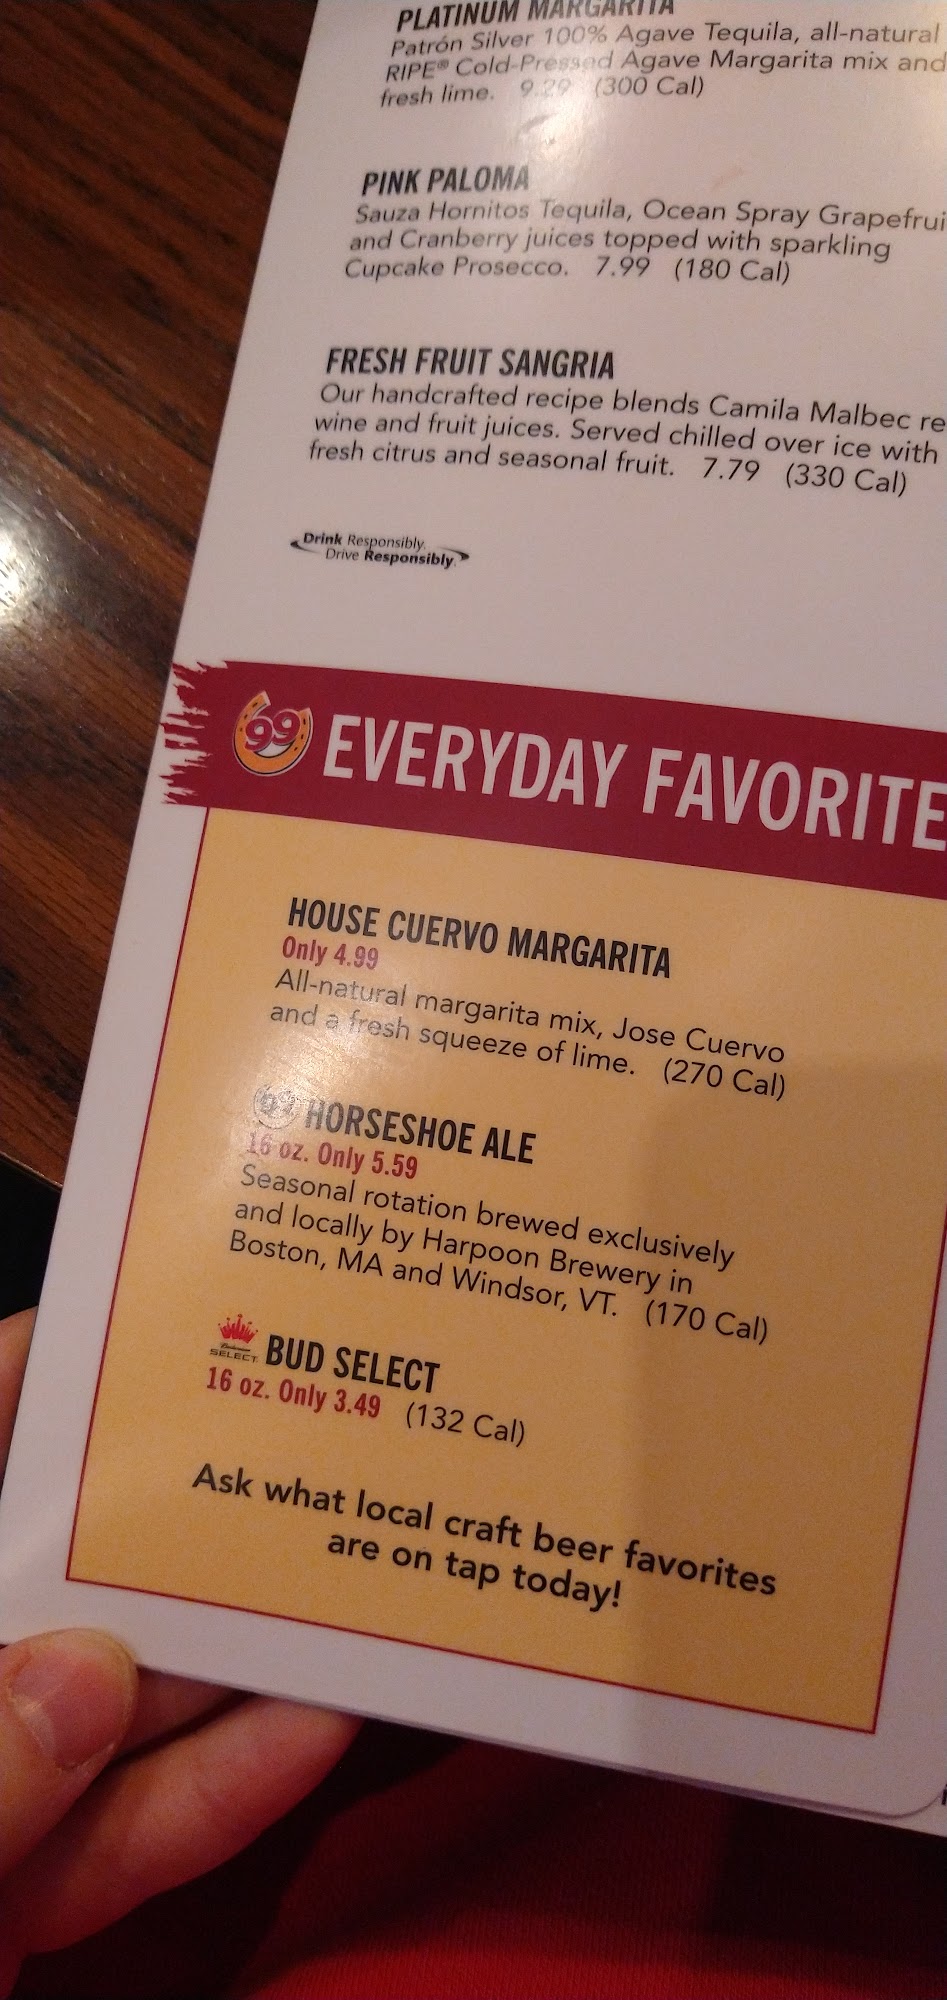 PLATINUM MARGARITA
Patrón Silver 100% Agave Tequila, all-natural
RIPE® Cold-Pressed Agave Margarita mix and
fresh lime. 9.29 (300 Cal)
PINK PALOMA
Sauza Hornitos Tequila, Ocean Spray Grapefrui
and Cranberry juices topped with sparkling
Cupcake Prosecco. 7.99 (180 Cal)
FRESH FRUIT SANGRIA
Our handcrafted recipe blends Camila Malbec re
wine and fruit juices. Served chilled over ice with
fresh citrus and seasonal fruit. 7.79 (330 Cal)
Drink Responsibly.
Drive Responsibly.
99 EVERYDAY FAVORITE
HOUSE CUERVO MARGARITA
Only 4.99
All-natural margarita mix, Jose Cuervo
and a fresh squeeze of lime. (270 Cal)
99 HORSESHOE ALE
16 oz. Only 5.59
Seasonal rotation brewed exclusively
and locally by Harpoon Brewery in
Boston, MA and Windsor, VT. (170 Cal)
Budweiser
SELECT BUD SELECT
16 oz. Only 3.49 (132 Cal)
Ask what local craft beer favorites
are on tap today!